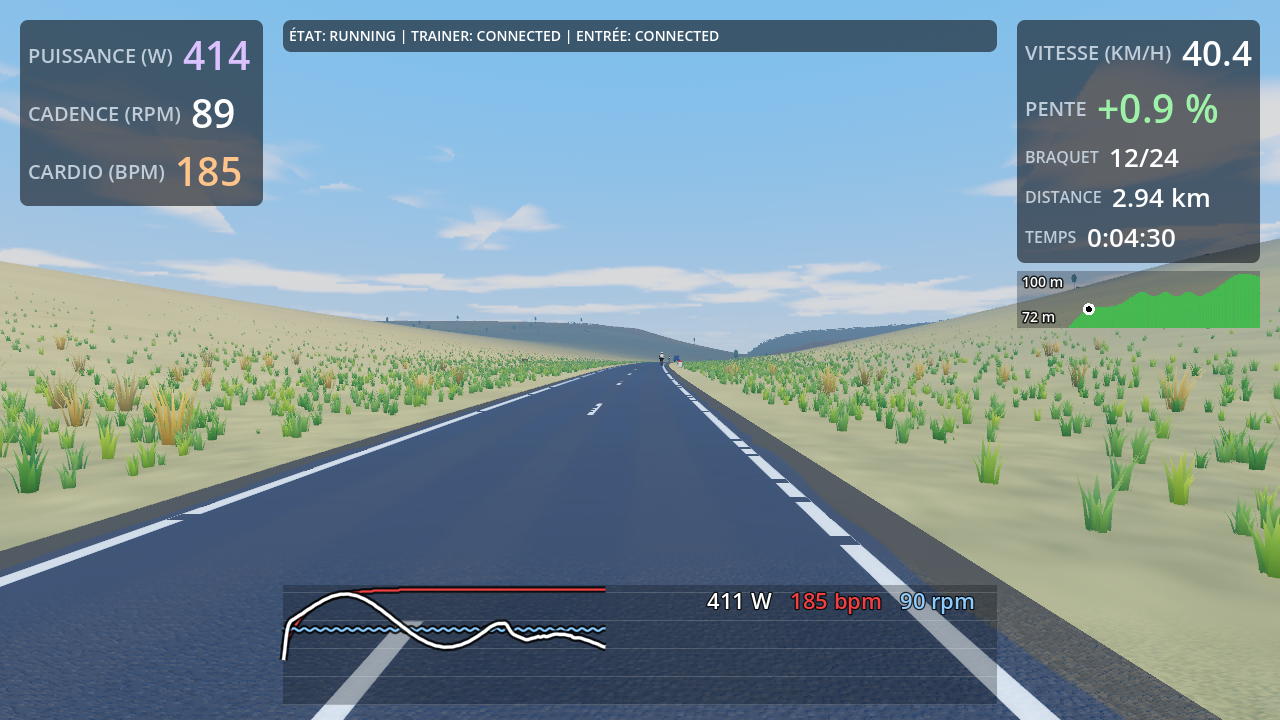 PUISSANCE (W) 414
CADENCE (RPM) 89
CARDIO (BPM) 185
ÉTAT: RUNNING | TRAINER: CONNECTED | ENTRÉE: CONNECTED
VITESSE (KM/H) 40.4
PENTE +0.9 %
BRAQUET 12/24
DISTANCE 2.94 km
TEMPS 0:04:30
100 m
72 m
411 W 185 bpm 90 rpm